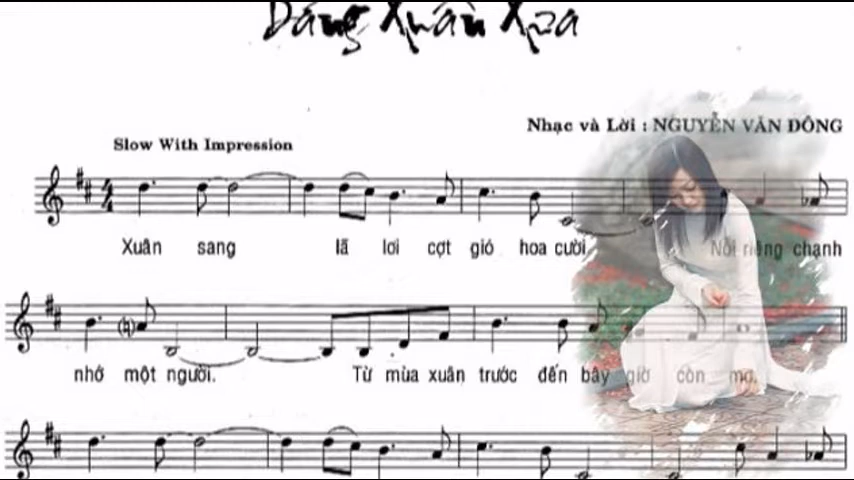 Dáng Xuân Xưa
Nhạc và Lời : NGUYỄN VĂN ĐÔNG
Slow With Impression
Xuân sang lã lơi cợt gió hoa cười Nỗi riêng chạnh
nhớ một người. Từ mùa xuân trước đến bây giờ còn mơ.